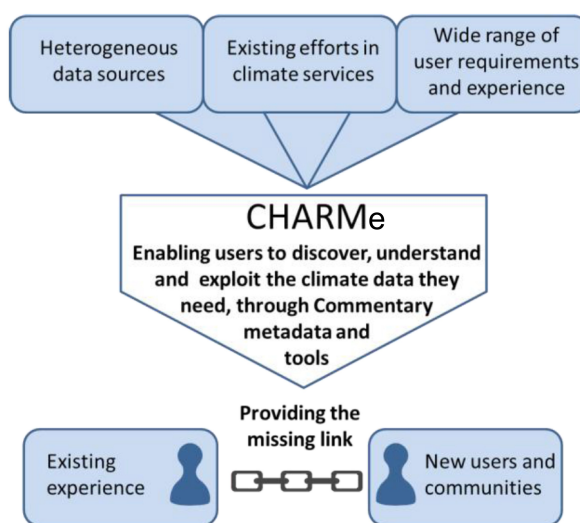 Heterogeneous
data sources
Existing efforts in
climate services
Wide range of
user requirements
and experience
CHARMe
Enabling users to discover, understand
and exploit the climate data they
need, through Commentary
metadata and
tools
Providing the
missing link
Existing
experience
New users and
communities